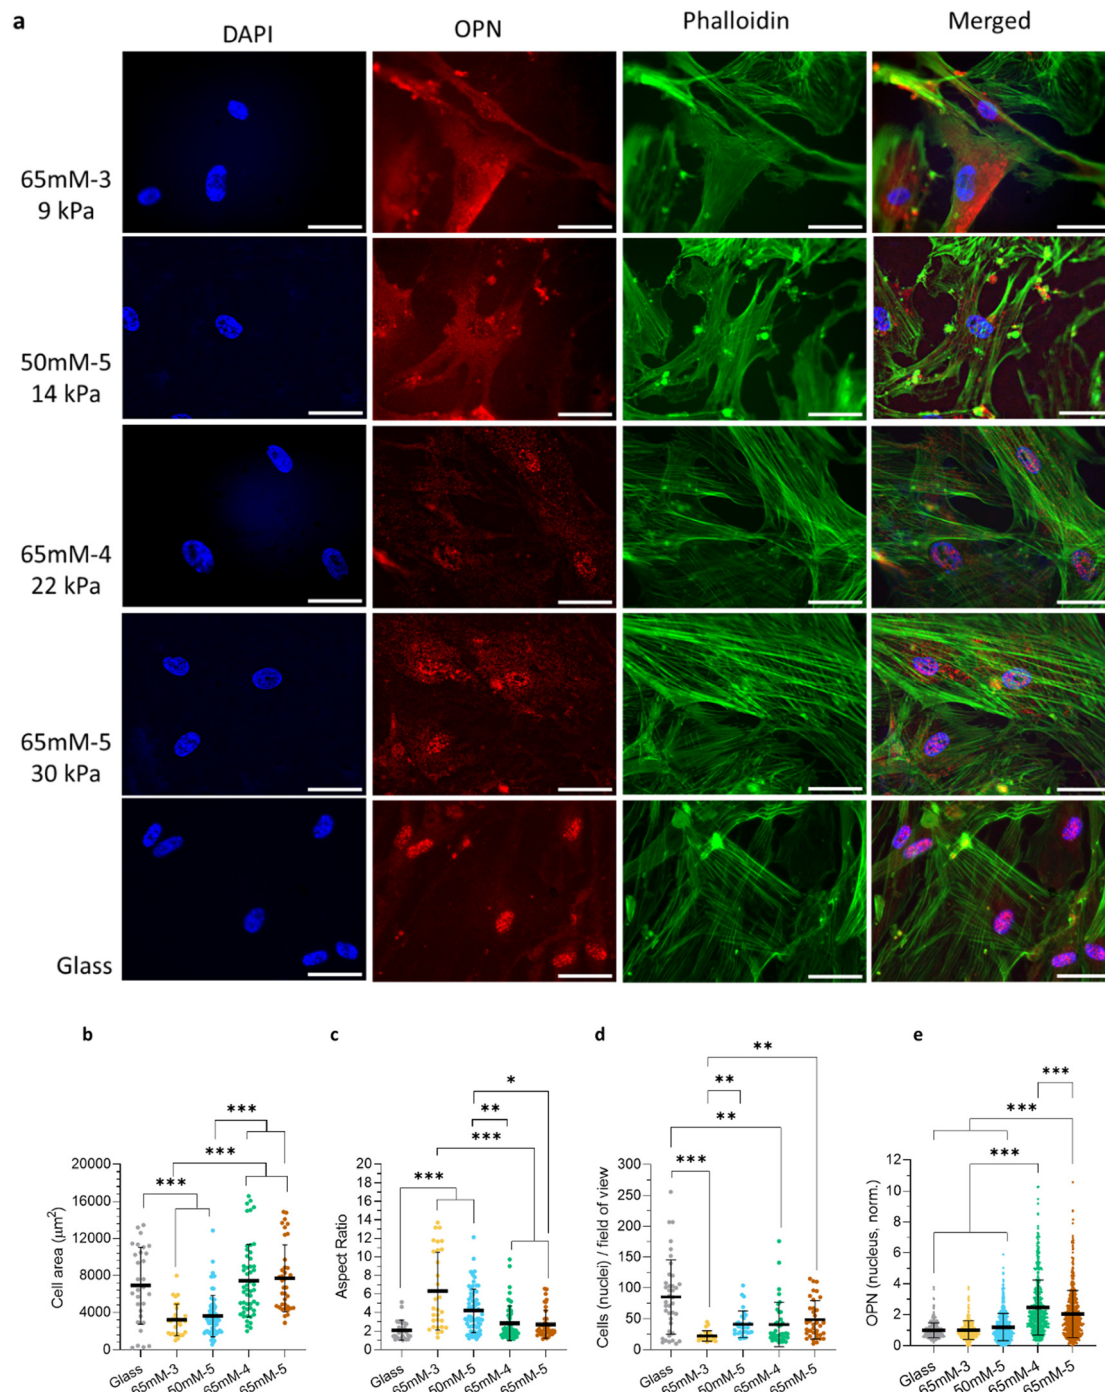 a
DAPI OPN Phalloidin Merged
65mM-3
9 kPa
50mM-5
14 kPa
65mM-4
22 kPa
65mM-5
30 kPa
Glass
b
***
***
***
Cell area (µm²)
20000
16000
12000
8000
4000
0
Glass 65mM-3 50mM-5 65mM-4 65mM-5
c
*
**
***
***
Aspect Ratio
20
18
16
14
12
10
8
6
4
2
0
Glass 65mM-3 50mM-5 65mM-4 65mM-5
d
**
**
**
***
Cells (nuclei) / field of view
300
250
200
150
100
50
0
Glass 65mM-3 50mM-5 65mM-4 65mM-5
e
***
***
***
OPN (nucleus, norm.)
12
10
8
6
4
2
0
Glass 65mM-3 50mM-5 65mM-4 65mM-5